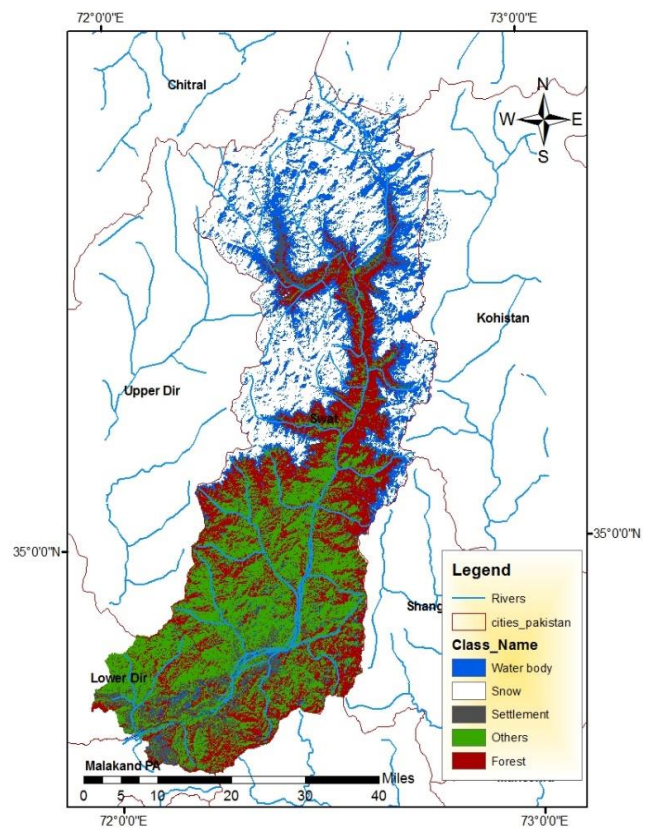 72°0'0"E 73°0'0"E
Chitral
N
W E
S
Kohistan
Upper Dir
Swat
35°0'0"N 35°0'0"N
Legend
Rivers
Shang
cities_pakistan
Class_Name
Water body
Snow
Settlement
Others
Forest
Lower Dir
Malakand PA
Miles
0 5 10 20 30 40
72°0'0"E 73°0'0"E